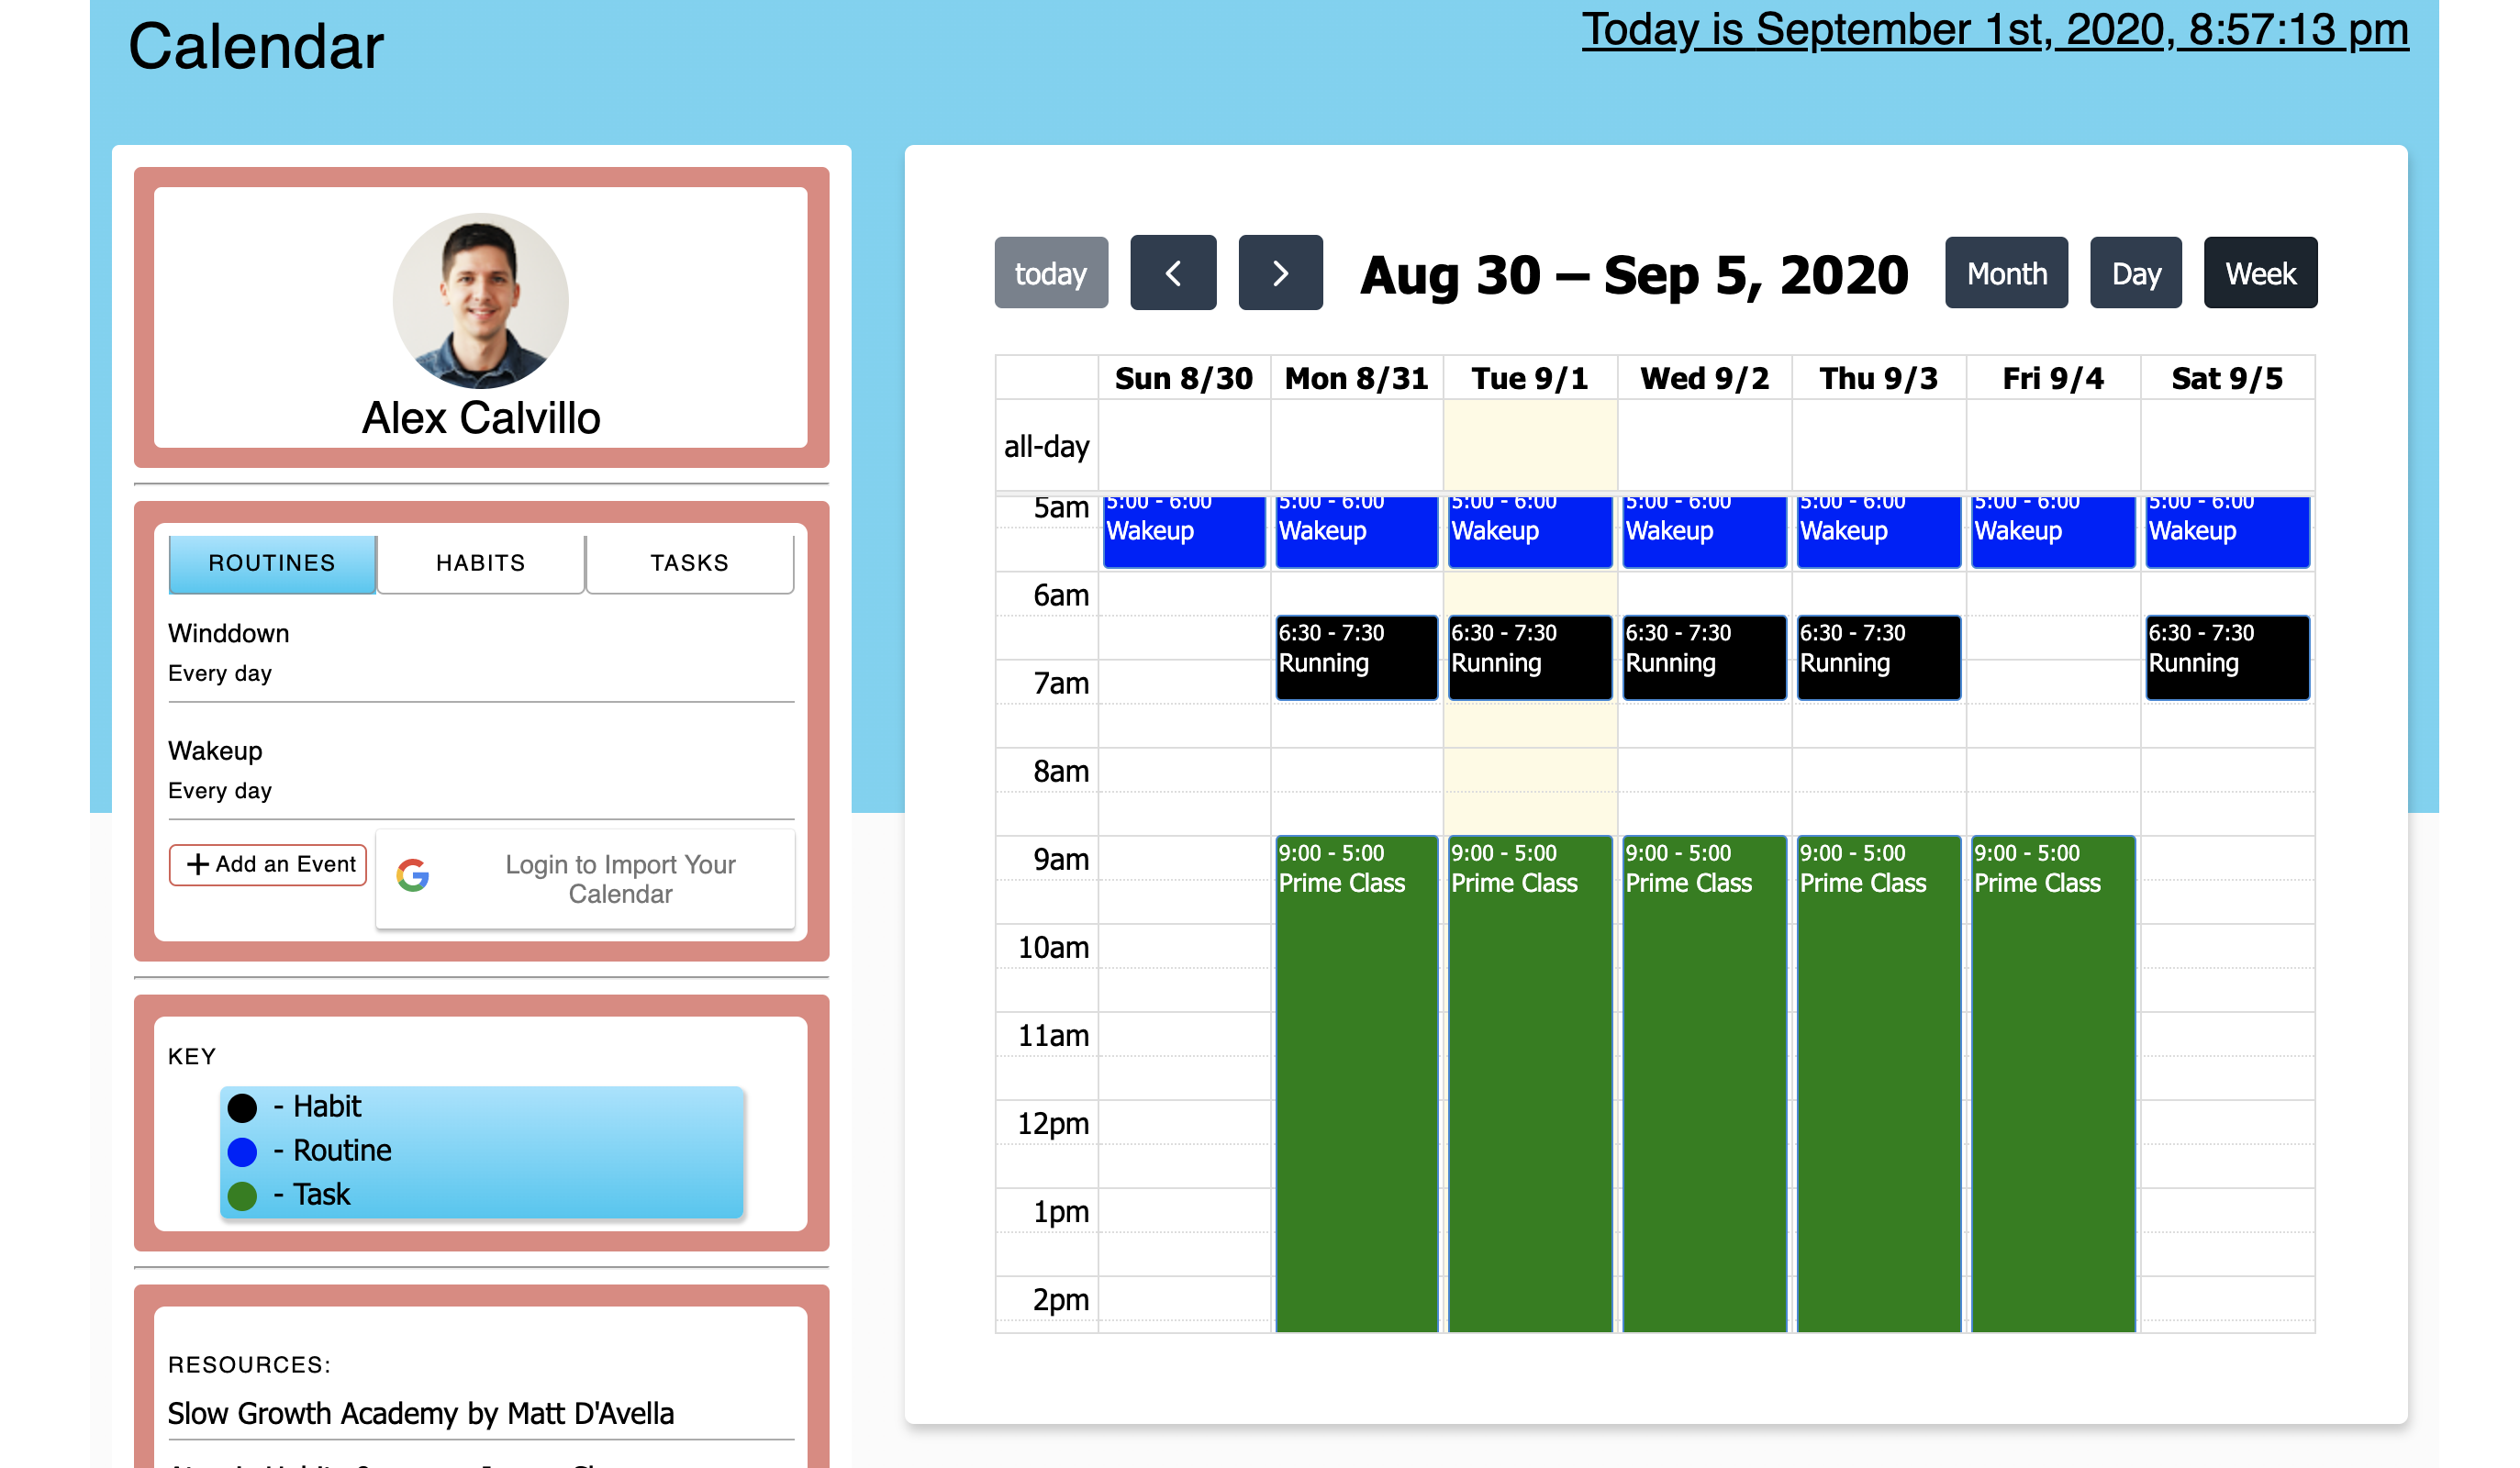 Calendar
Today is September 1st, 2020, 8:57:13 pm
Alex Calvillo
ROUTINES HABITS TASKS
Winddown
Every day
Wakeup
Every day
+ Add an Event
Login to Import Your
Calendar
KEY
- Habit
- Routine
- Task
RESOURCES:
Slow Growth Academy by Matt D'Avella
today < > Aug 30 – Sep 5, 2020 Month Day Week
Sun 8/30 Mon 8/31 Tue 9/1 Wed 9/2 Thu 9/3 Fri 9/4 Sat 9/5
all-day
5am 5:00 - 6:00 5:00 - 6:00 5:00 - 6:00 5:00 - 6:00 5:00 - 6:00 5:00 - 6:00 5:00 - 6:00
Wakeup Wakeup Wakeup Wakeup Wakeup Wakeup Wakeup
6am
6:30 - 7:30 6:30 - 7:30 6:30 - 7:30 6:30 - 7:30 6:30 - 7:30
Running Running Running Running Running
7am
8am
9am 9:00 - 5:00 9:00 - 5:00 9:00 - 5:00 9:00 - 5:00 9:00 - 5:00
Prime Class Prime Class Prime Class Prime Class Prime Class
10am
11am
12pm
1pm
2pm